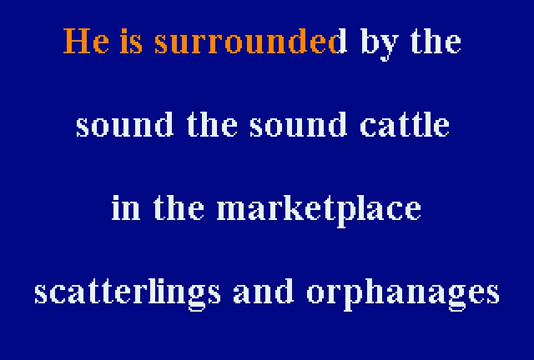 He is surrounded by the
sound the sound cattle
in the marketplace
scatterlings and orphanages